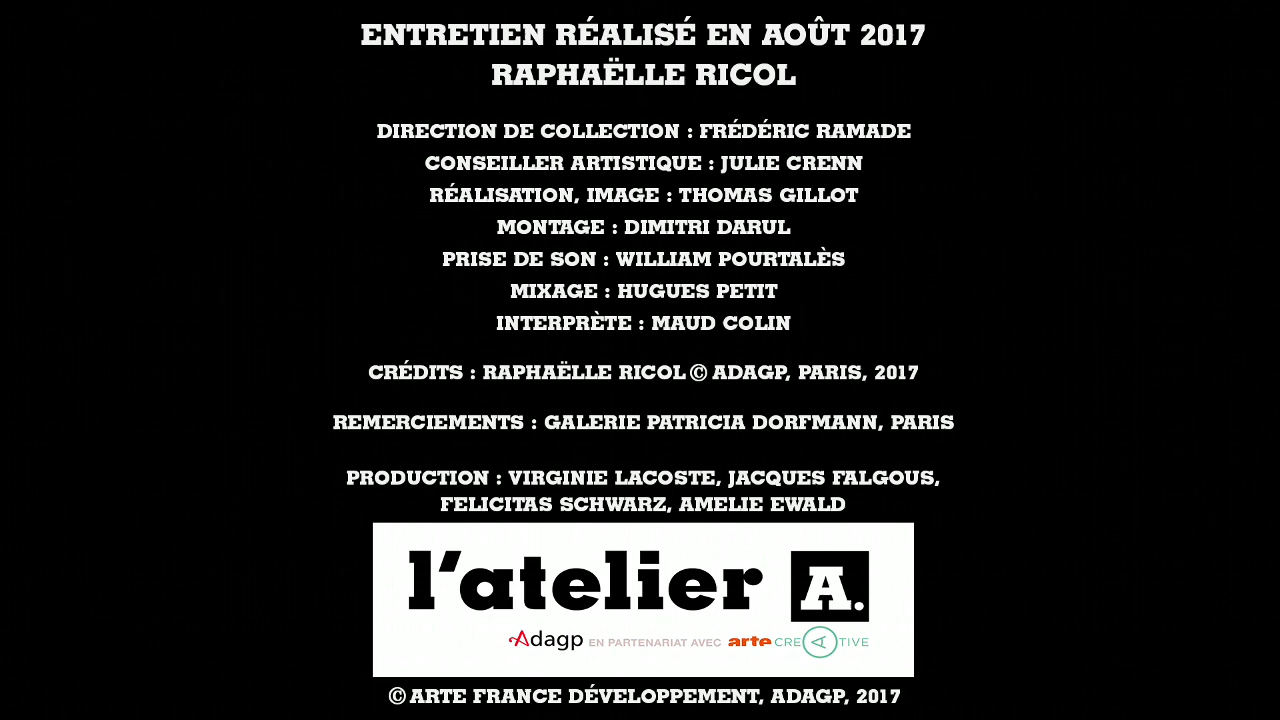 ENTRETIEN RÉALISÉ EN AOÛT 2017
RAPHAËLLE RICOL
DIRECTION DE COLLECTION : FRÉDÉRIC RAMADE
CONSEILLER ARTISTIQUE : JULIE CRENN
RÉALISATION, IMAGE : THOMAS GILLOT
MONTAGE : DIMITRI DARUL
PRISE DE SON : WILLIAM POURTALÈS
MIXAGE : HUGUES PETIT
INTERPRÈTE : MAUD COLIN
CRÉDITS : RAPHAËLLE RICOL © ADAGP, PARIS, 2017
REMERCIEMENTS : GALERIE PATRICIA DORFMANN, PARIS
PRODUCTION : VIRGINIE LACOSTE, JACQUES FALGOUS,
FELICITAS SCHWARZ, AMELIE EWALD
l'atelier A.
Adagp EN PARTENARIAT AVEC arte CREATIVE
© ARTE FRANCE DÉVELOPPEMENT, ADAGP, 2017